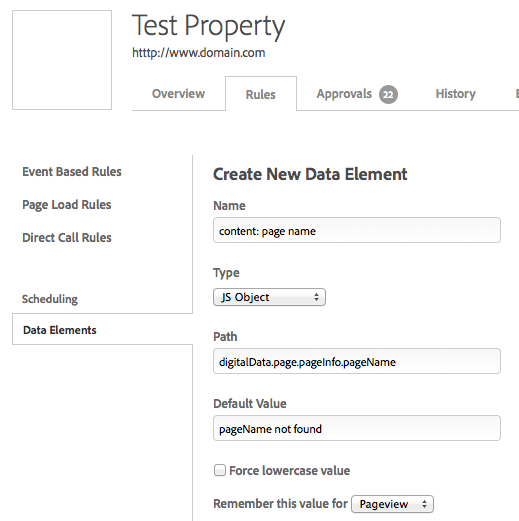 Test Property
htttp://www.domain.com
Overview Rules Approvals 22 History
Event Based Rules
Page Load Rules
Direct Call Rules
Scheduling
Data Elements
Create New Data Element
Name
content: page name
Type
JS Object
Path
digitalData.page.pageInfo.pageName
Default Value
pageName not found
Force lowercase value
Remember this value for Pageview